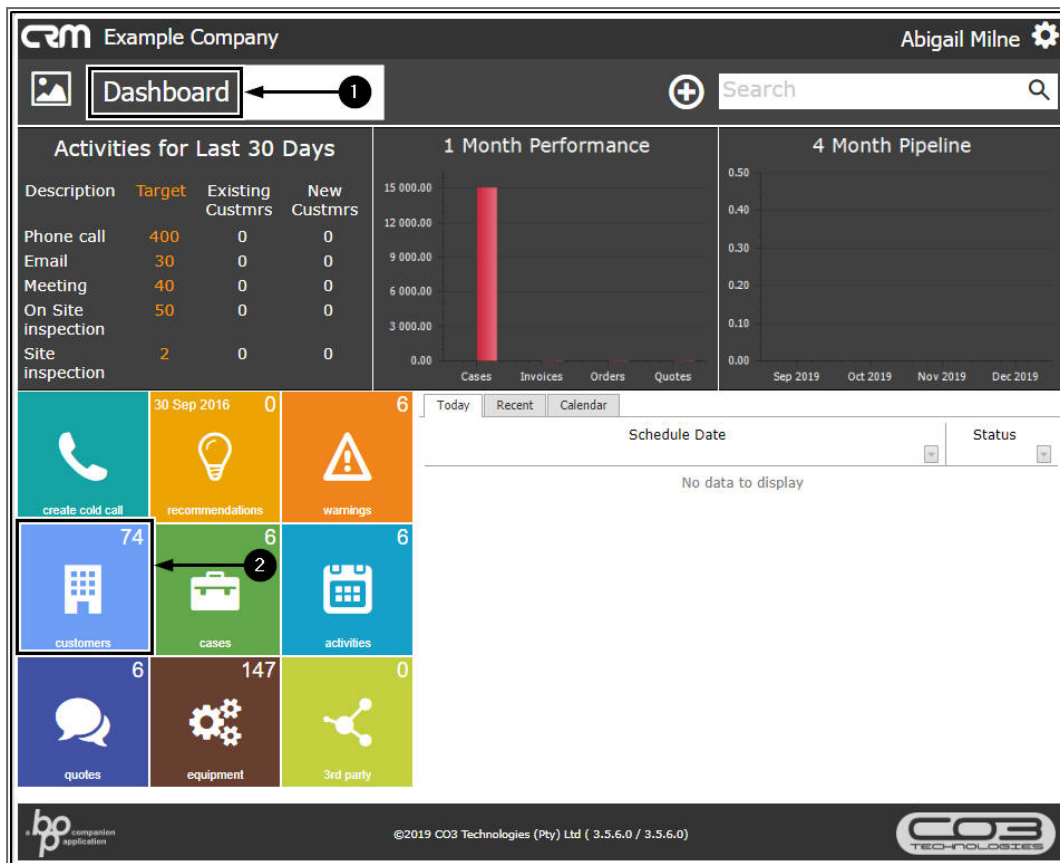 CRM Example Company
Abigail Milne
Dashboard
1
Search
Activities for Last 30 Days
Description Target Existing Custmrs New Custmrs
Phone call 400 0 0
Email 30 0 0
Meeting 40 0 0
On Site inspection 50 0 0
Site inspection 2 0 0
1 Month Performance
15 000.00
12 000.00
9 000.00
6 000.00
3 000.00
0.00
Cases Invoices Orders Quotes
4 Month Pipeline
0.50
0.40
0.30
0.20
0.10
0.00
Sep 2019 Oct 2019 Nov 2019 Dec 2019
create cold call
30 Sep 2016 0
recommendations
6
warnings
74
customers
2
6
cases
6
activities
6
quotes
147
equipment
0
3rd party
Today Recent Calendar
Schedule Date Status
No data to display
a bpo companion application
©2019 CO3 Technologies (Pty) Ltd ( 3.5.6.0 / 3.5.6.0)
CO3
TECHNOLOGIES